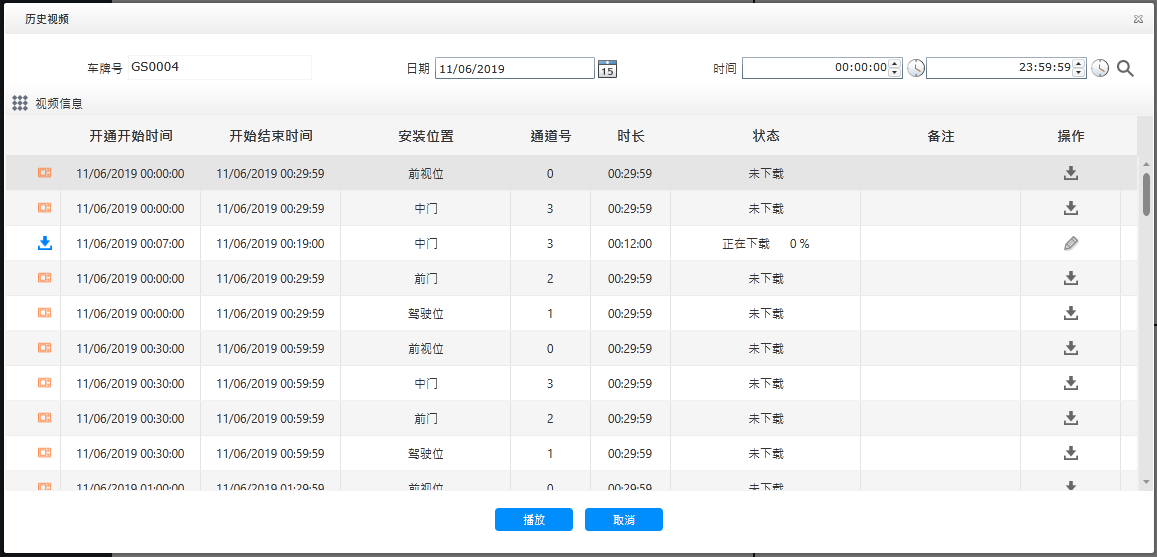 历史视频
车牌号 GS0004 日期 11/06/2019 15 时间 00:00:00 23:59:59
视频信息
开通开始时间 开始结束时间 安装位置 通道号 时长 状态 备注 操作
11/06/2019 00:00:00 11/06/2019 00:29:59 前视位 0 00:29:59 未下载
11/06/2019 00:00:00 11/06/2019 00:29:59 中门 3 00:29:59 未下载
11/06/2019 00:07:00 11/06/2019 00:19:00 中门 3 00:12:00 正在下载 0 %
11/06/2019 00:00:00 11/06/2019 00:29:59 前门 2 00:29:59 未下载
11/06/2019 00:00:00 11/06/2019 00:29:59 驾驶位 1 00:29:59 未下载
11/06/2019 00:30:00 11/06/2019 00:59:59 前视位 0 00:29:59 未下载
11/06/2019 00:30:00 11/06/2019 00:59:59 中门 3 00:29:59 未下载
11/06/2019 00:30:00 11/06/2019 00:59:59 前门 2 00:29:59 未下载
11/06/2019 00:30:00 11/06/2019 00:59:59 驾驶位 1 00:29:59 未下载
11/06/2019 01:00:00 11/06/2019 01:29:59 前视位 0 00:29:59 未下载
播放 取消